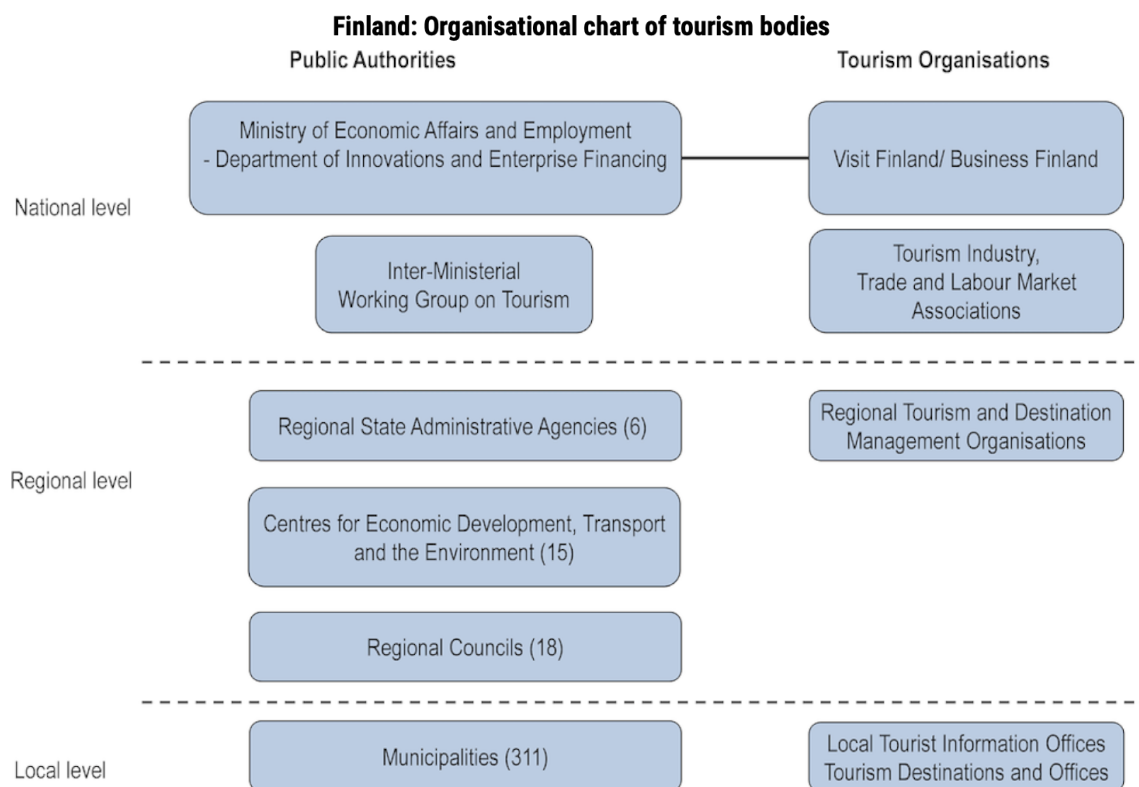 Finland: Organisational chart of tourism bodies
Public Authorities
Tourism Organisations
Ministry of Economic Affairs and Employment
- Department of Innovations and Enterprise Financing
Visit Finland/ Business Finland
National level
Inter-Ministerial
Working Group on Tourism
Tourism Industry,
Trade and Labour Market
Associations
Regional State Administrative Agencies (6)
Regional Tourism and Destination
Management Organisations
Regional level
Centres for Economic Development, Transport
and the Environment (15)
Regional Councils (18)
Local level
Municipalities (311)
Local Tourist Information Offices
Tourism Destinations and Offices